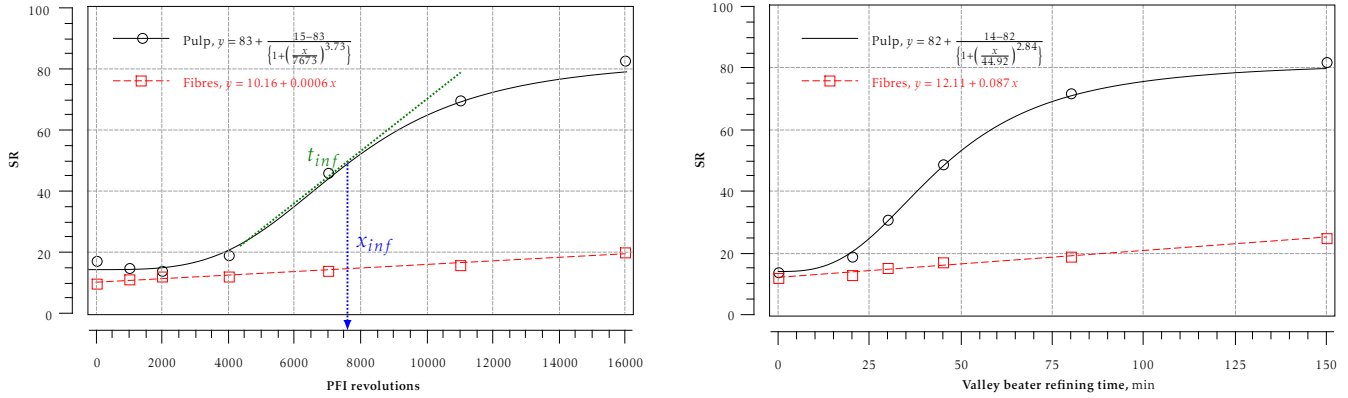 100
80
60
40
20
0
SR
Pulp, y = 83 + 15−83 / {1+(x/7673)^3.73}
Fibres, y = 10.16 + 0.0006x
t_inf
x_inf
0 2000 4000 6000 8000 10000 12000 14000 16000
PFI revolutions
100
80
60
40
20
0
SR
Pulp, y = 82 + 14−82 / {1+(x/44.92)^2.84}
Fibres, y = 12.11 + 0.087x
0 25 50 75 100 125 150
Valley beater refining time, min